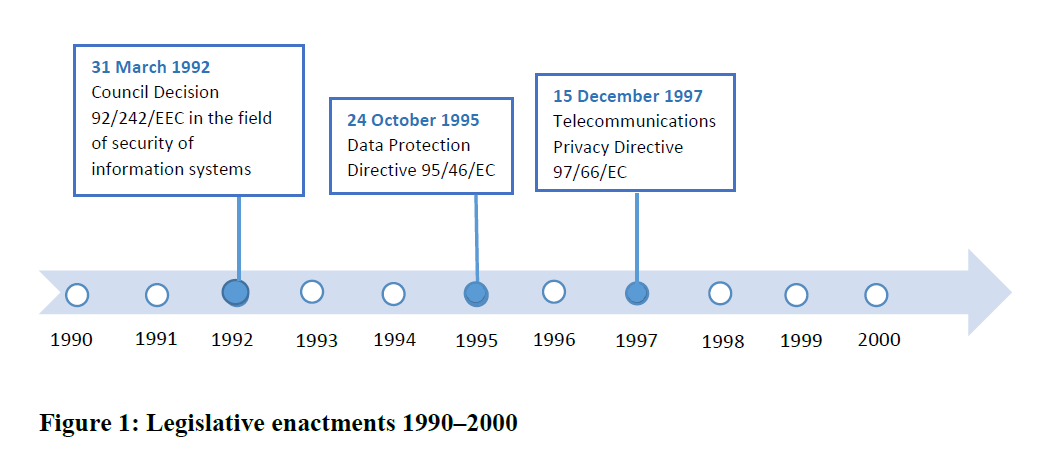 31 March 1992
Council Decision
92/242/EEC in the field
of security of
information systems
24 October 1995
Data Protection
Directive 95/46/EC
15 December 1997
Telecommunications
Privacy Directive
97/66/EC
1990 1991 1992 1993 1994 1995 1996 1997 1998 1999 2000
Figure 1: Legislative enactments 1990–2000